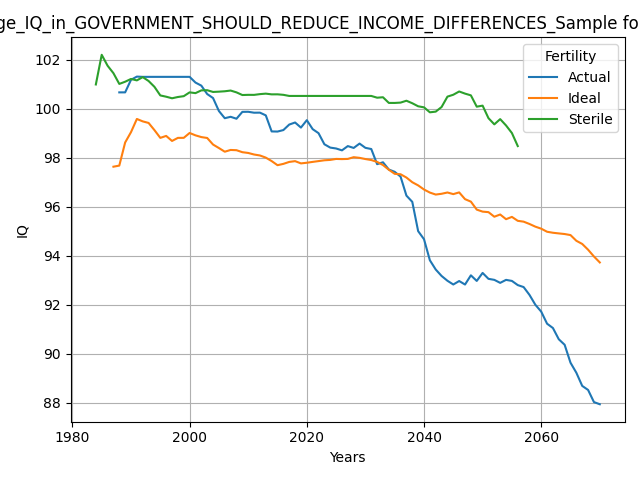 ge_IQ_in_GOVERNMENT_SHOULD_REDUCE_INCOME_DIFFERENCES_Sample fo
Fertility
Actual
Ideal
Sterile
102
100
98
96
94
92
90
88
IQ
1980 2000 2020 2040 2060
Years